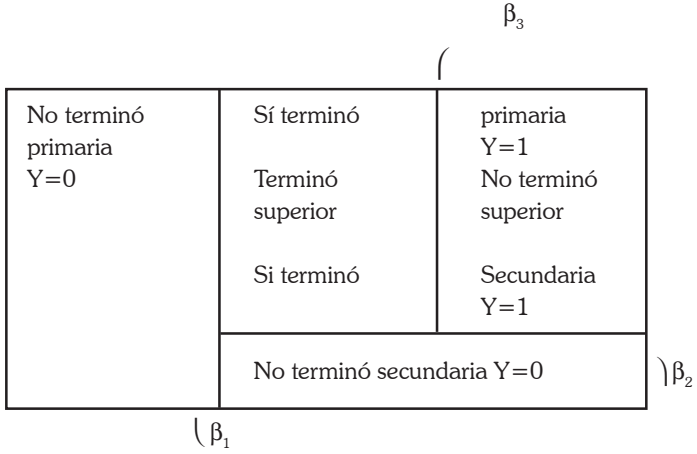 β3
No terminó
primaria
Y=0
Sí terminó
Terminó
superior
Si terminó
primaria
Y=1
No terminó
superior
Secundaria
Y=1
No terminó secundaria Y=0
β2
β1